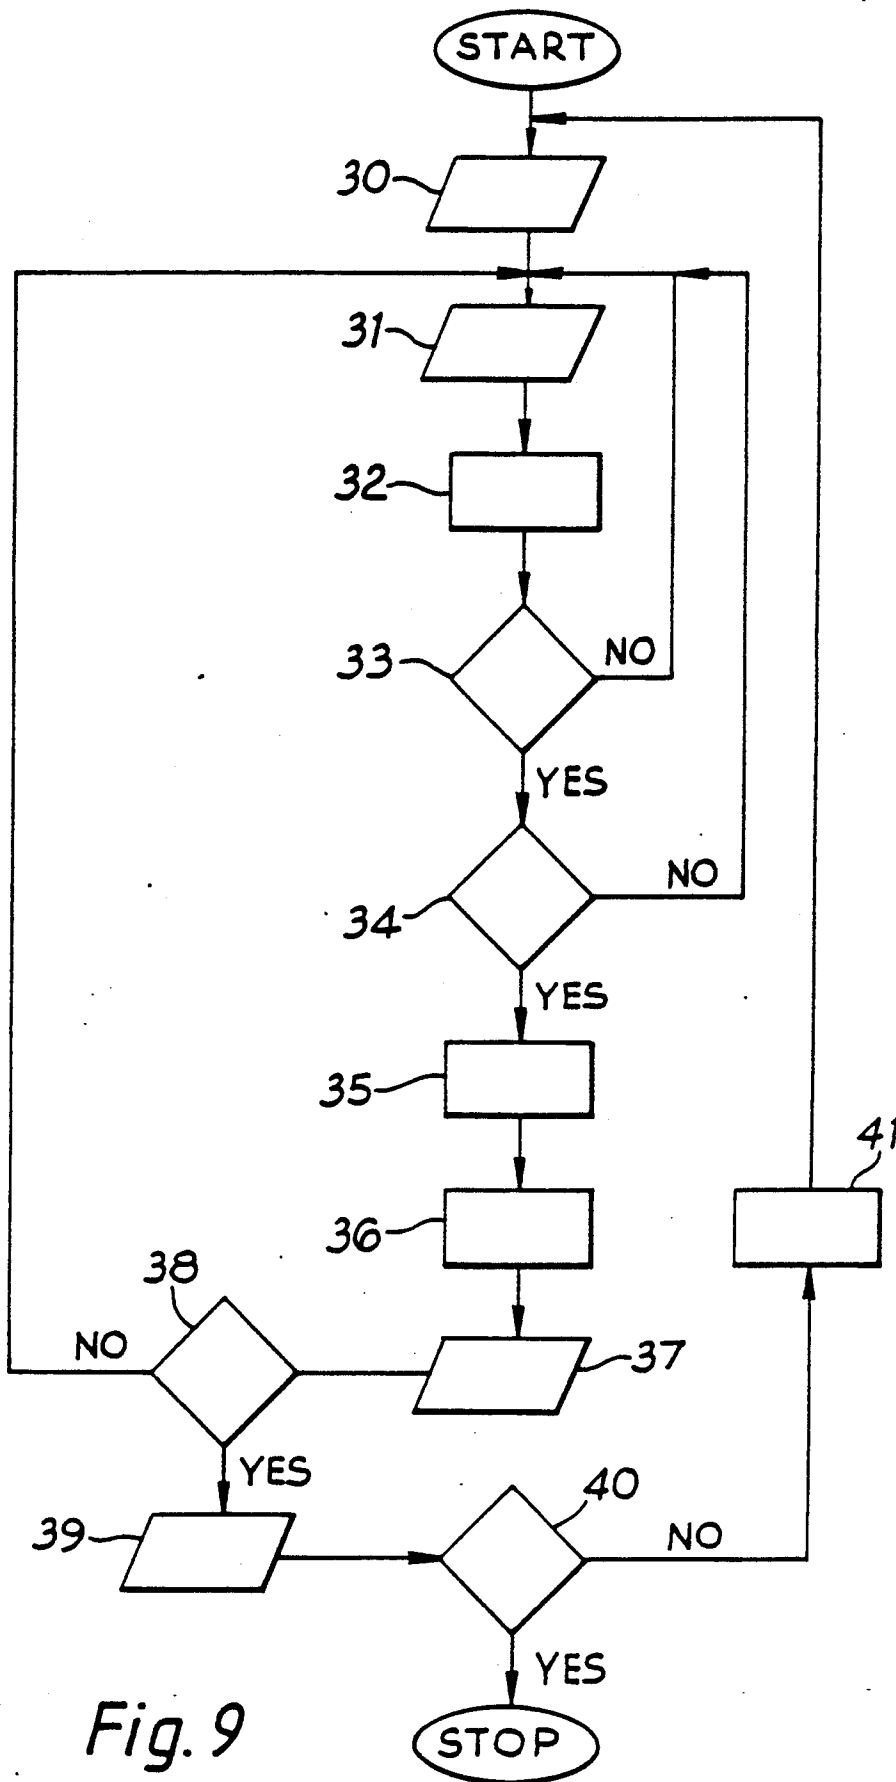 START
30
31
32
33
NO
YES
34
NO
YES
35
41
36
38
NO
37
YES
40
39
NO
YES
Fig. 9
STOP